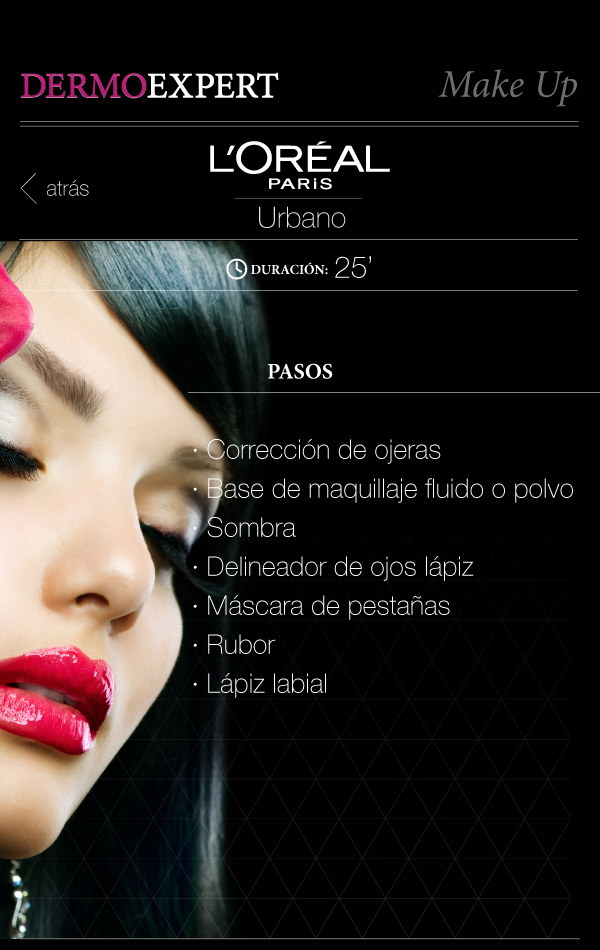 DERMOEXPERT
Make Up
L'ORÉAL
PARIS
atrás
Urbano
DURACIÓN: 25’
PASOS
· Corrección de ojeras
· Base de maquillaje fluido o polvo
· Sombra
· Delineador de ojos lápiz
· Máscara de pestañas
· Rubor
· Lápiz labial